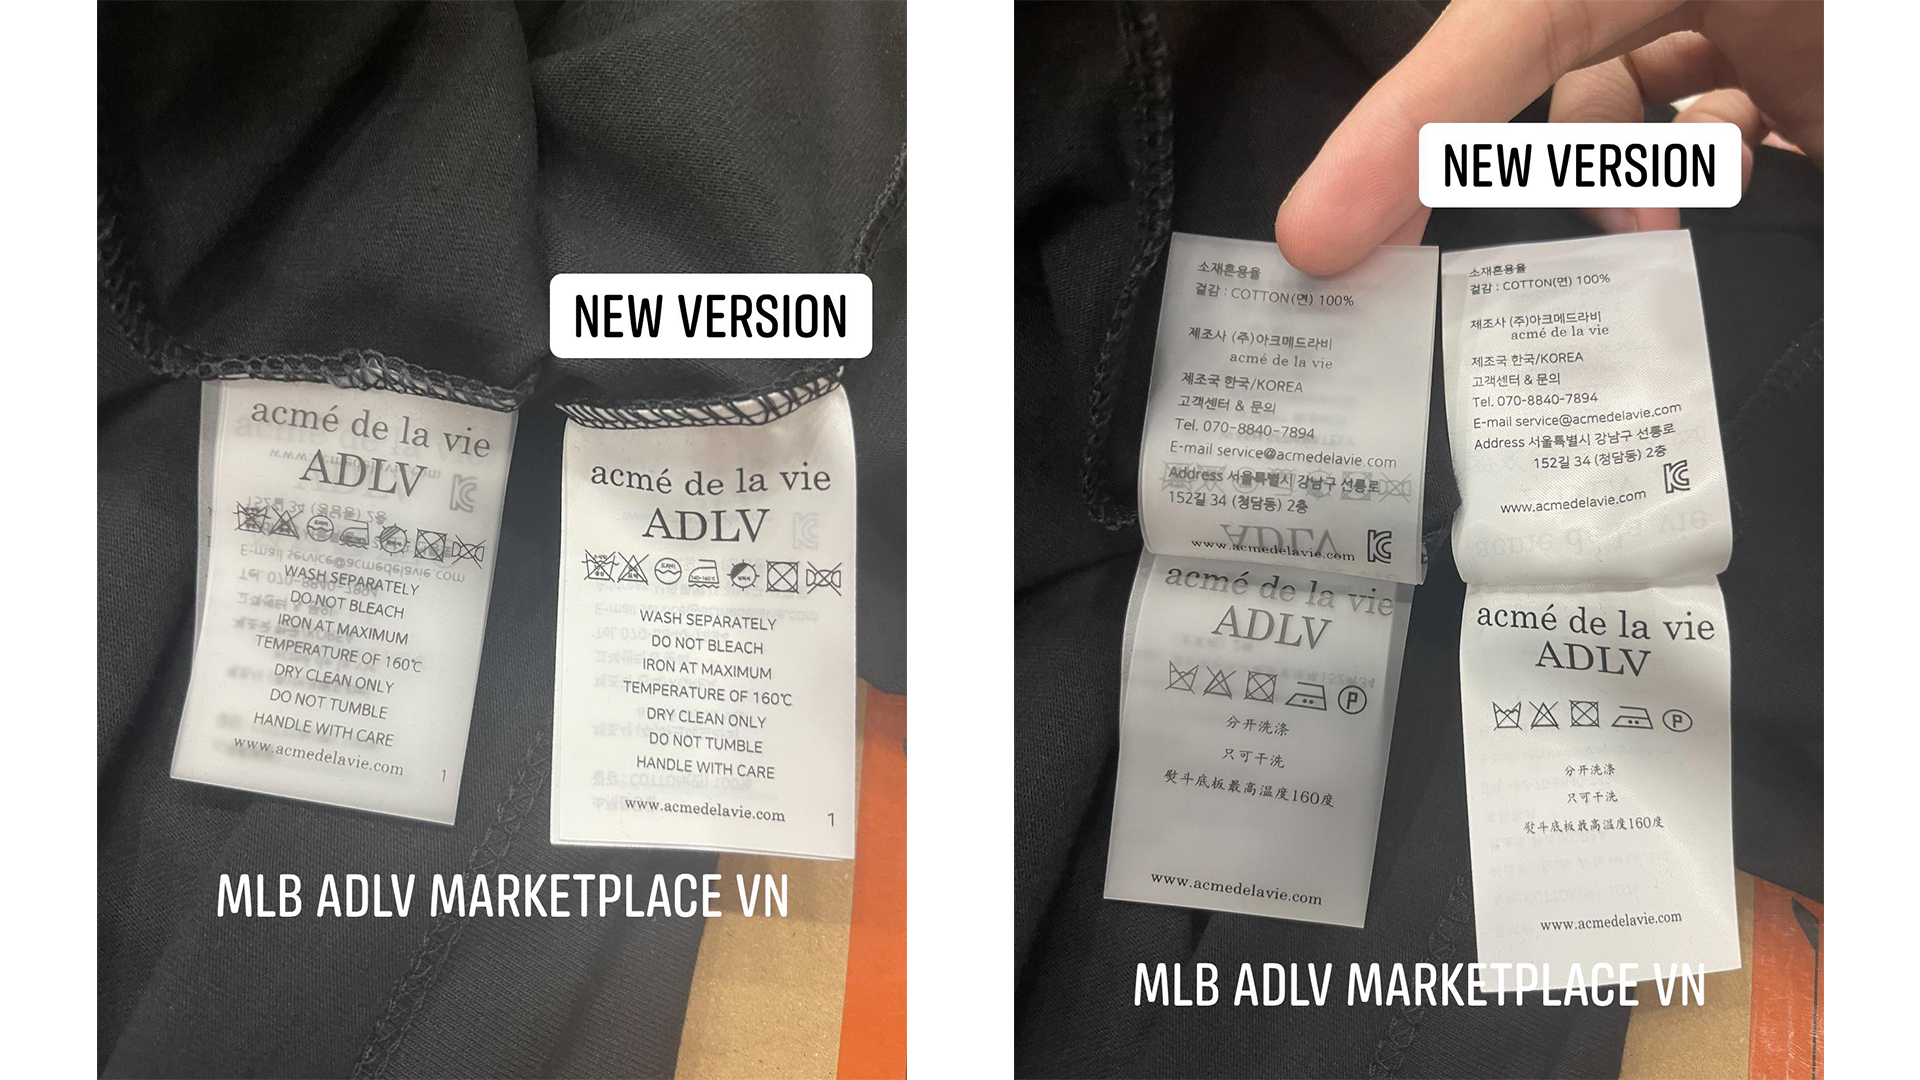 NEW VERSION
acmé de la vie
ADLV
WASH SEPARATELY
DO NOT BLEACH
IRON AT MAXIMUM
TEMPERATURE OF 160℃
DRY CLEAN ONLY
DO NOT TUMBLE
HANDLE WITH CARE
www.acmedelavie.com
1
acmé de la vie
ADLV
WASH SEPARATELY
DO NOT BLEACH
IRON AT MAXIMUM
TEMPERATURE OF 160℃
DRY CLEAN ONLY
DO NOT TUMBLE
HANDLE WITH CARE
www.acmedelavie.com
1
MLB ADLV MARKETPLACE VN
NEW VERSION
소재혼용율
겉감 : COTTON(면) 100%
제조사 (주)아크메드라비
acmé de la vie
제조국 한국/KOREA
고객센터 & 문의
Tel. 070-8840-7894
E-mail service@acmedelavie.com
Address 서울특별시 강남구 선릉로
152길 34 (청담동) 2층
www.acmedelavie.com
acmé de la vie
ADLV
P
分开洗涤
只可干洗
熨斗底板最高温度160度
www.acmedelavie.com
소재혼용율
겉감 : COTTON(면) 100%
제조사 (주)아크메드라비
acmé de la vie
제조국 한국/KOREA
고객센터 & 문의
Tel. 070-8840-7894
E-mail service@acmedelavie.com
Address 서울특별시 강남구 선릉로
152길 34 (청담동) 2층
www.acmedelavie.com
acmé de la vie
ADLV
P
分开洗涤
只可干洗
熨斗底板最高温度160度
www.acmedelavie.com
MLB ADLV MARKETPLACE VN